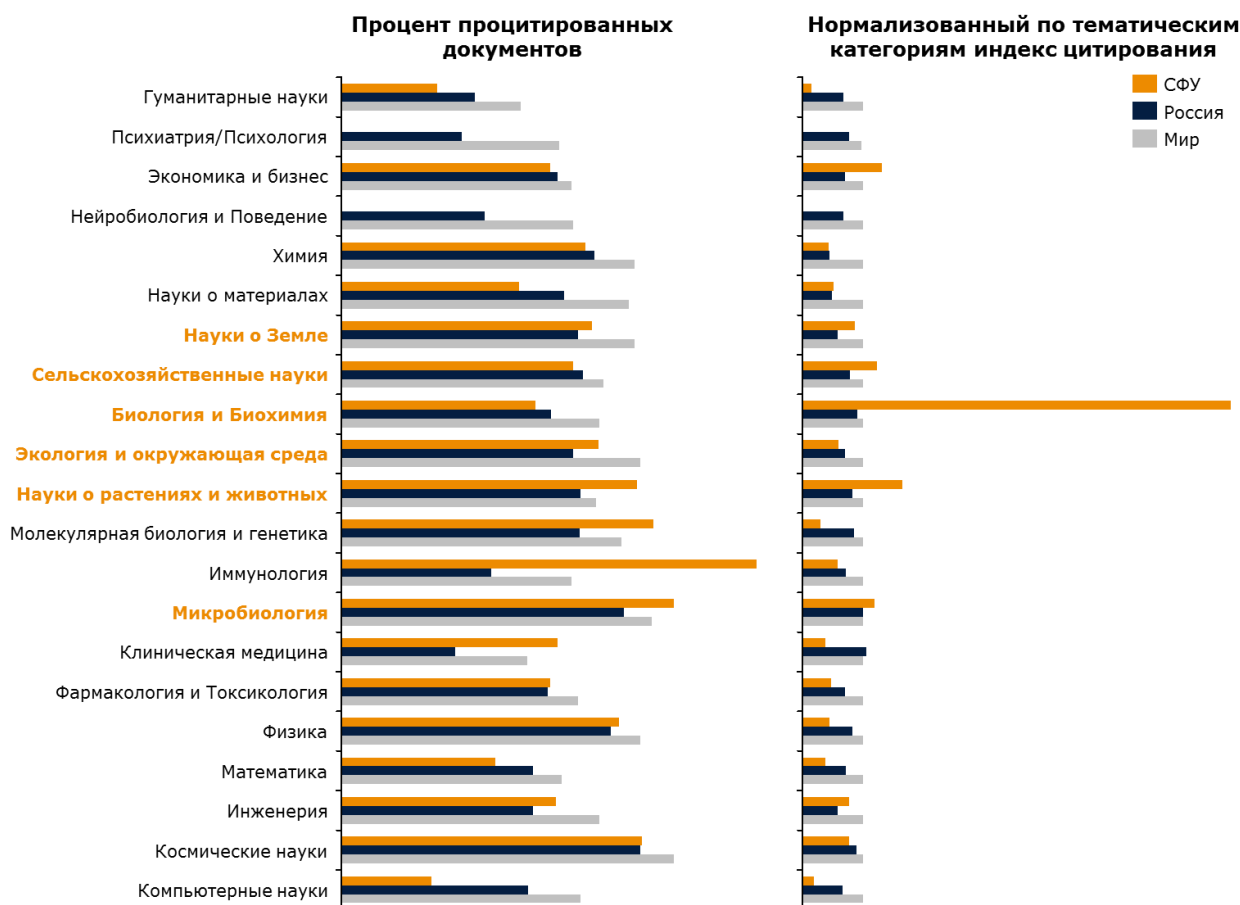 Процент процитированных
документов
Нормализованный по тематическим
категориям индекс цитирования
СФУ
Россия
Мир
Гуманитарные науки
Психиатрия/Психология
Экономика и бизнес
Нейробиология и Поведение
Химия
Науки о материалах
Науки о Земле
Сельскохозяйственные науки
Биология и Биохимия
Экология и окружающая среда
Науки о растениях и животных
Молекулярная биология и генетика
Иммунология
Микробиология
Клиническая медицина
Фармакология и Токсикология
Физика
Математика
Инженерия
Космические науки
Компьютерные науки